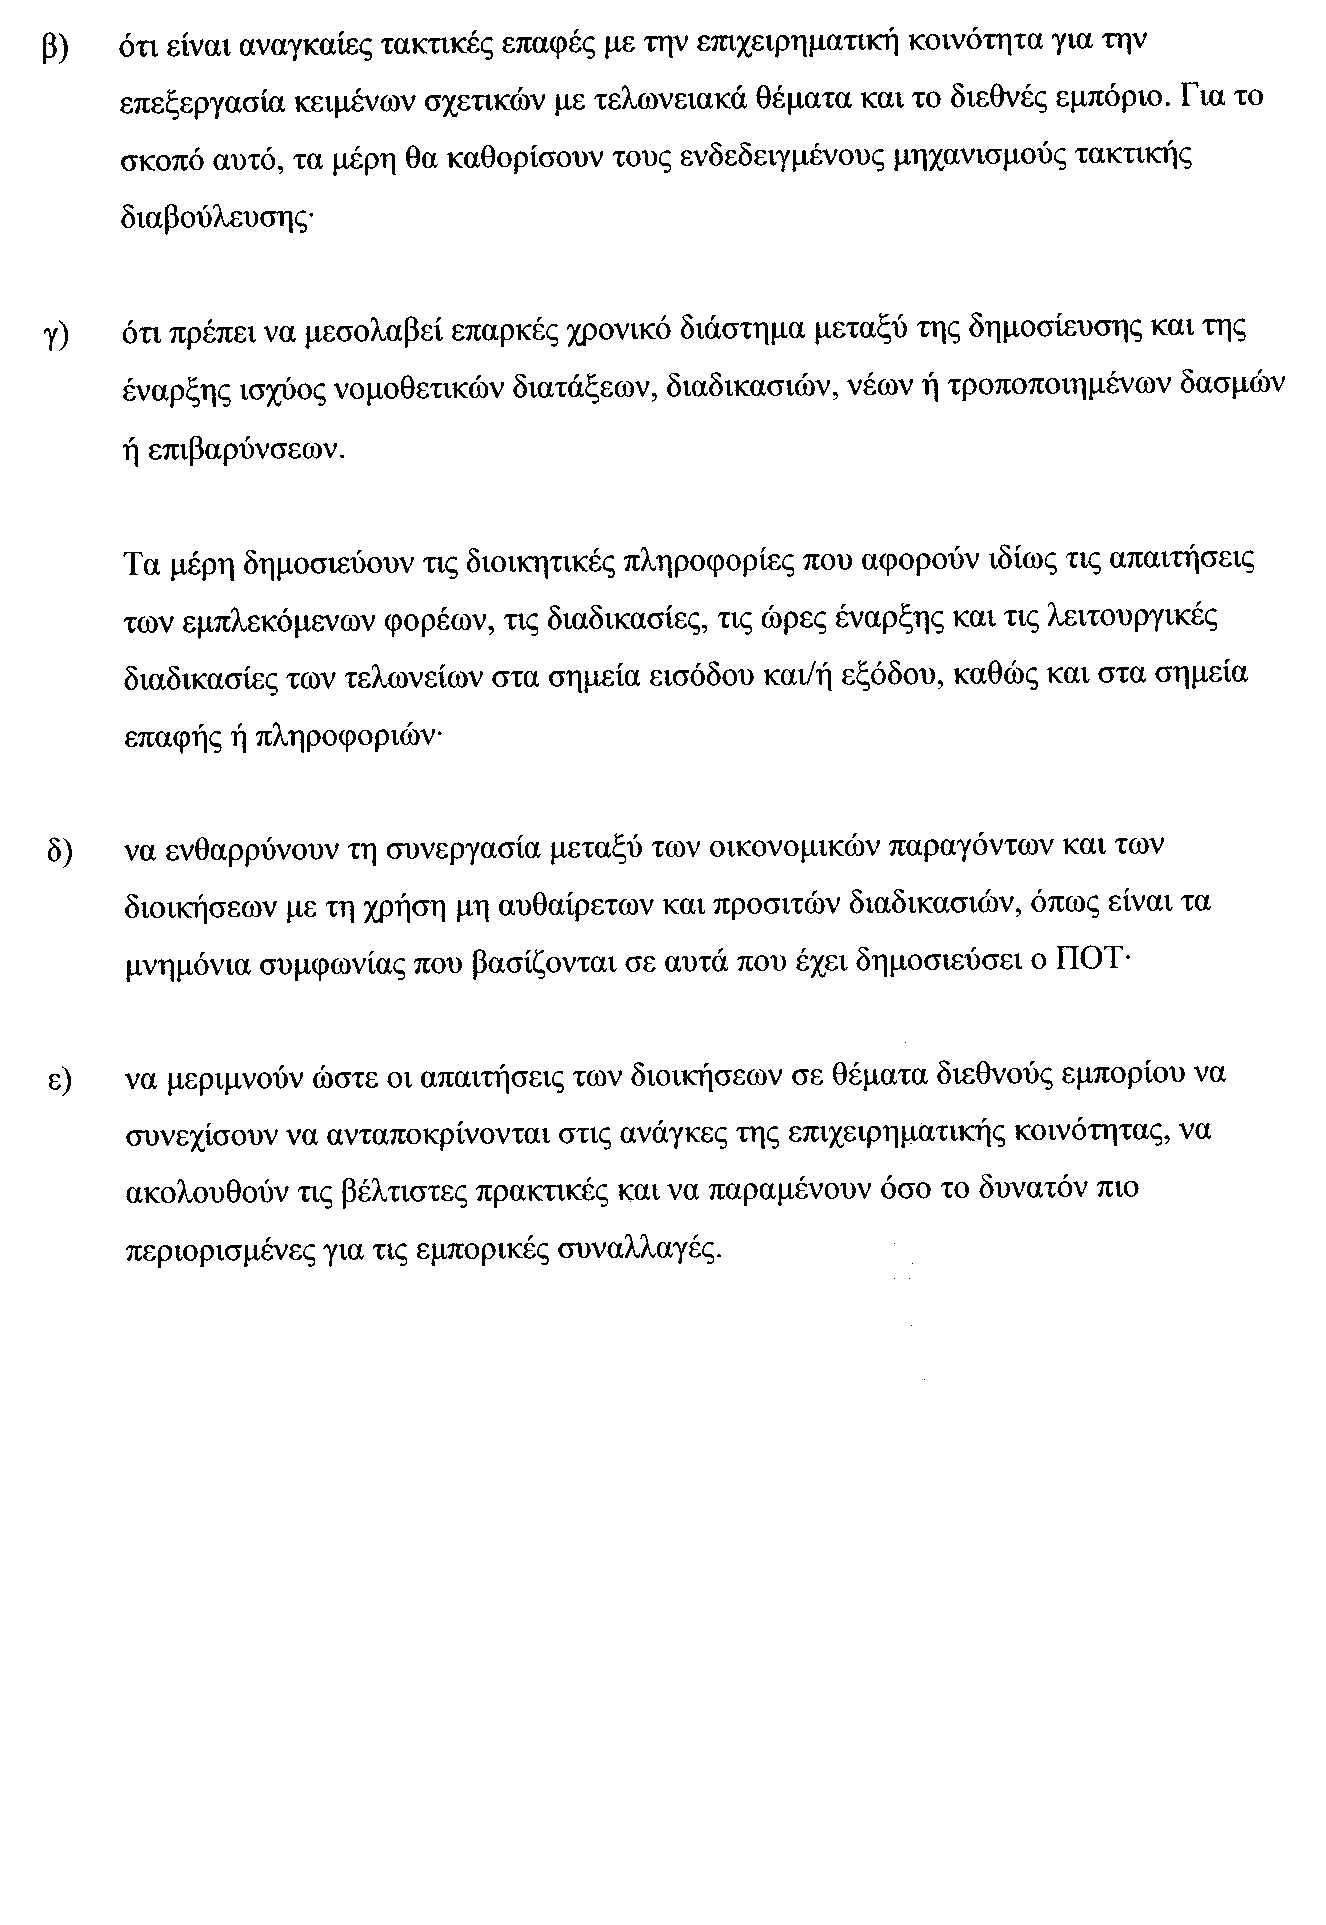 β) ότι είναι αναγκαίες τακτικές επαφές με την επιχειρηματική κοινότητα για την
επεξεργασία κειμένων σχετικών με τελωνειακά θέματα και το διεθνές εμπόριο. Για το
σκοπό αυτό, τα μέρη θα καθορίσουν τους ενδεδειγμένους μηχανισμούς τακτικής
διαβούλευσης·
γ) ότι πρέπει να μεσολαβεί επαρκές χρονικό διάστημα μεταξύ της δημοσίευσης και της
έναρξης ισχύος νομοθετικών διατάξεων, διαδικασιών, νέων ή τροποποιημένων δασμών
ή επιβαρύνσεων.
Τα μέρη δημοσιεύουν τις διοικητικές πληροφορίες που αφορούν ιδίως τις απαιτήσεις
των εμπλεκόμενων φορέων, τις διαδικασίες, τις ώρες έναρξης και τις λειτουργικές
διαδικασίες των τελωνείων στα σημεία εισόδου και/ή εξόδου, καθώς και στα σημεία
επαφής ή πληροφοριών·
δ) να ενθαρρύνουν τη συνεργασία μεταξύ των οικονομικών παραγόντων και των
διοικήσεων με τη χρήση μη αυθαίρετων και προσιτών διαδικασιών, όπως είναι τα
μνημόνια συμφωνίας που βασίζονται σε αυτά που έχει δημοσιεύσει ο ΠΟΤ·
ε) να μεριμνούν ώστε οι απαιτήσεις των διοικήσεων σε θέματα διεθνούς εμπορίου να
συνεχίσουν να ανταποκρίνονται στις ανάγκες της επιχειρηματικής κοινότητας, να
ακολουθούν τις βέλτιστες πρακτικές και να παραμένουν όσο το δυνατόν πιο
περιορισμένες για τις εμπορικές συναλλαγές.